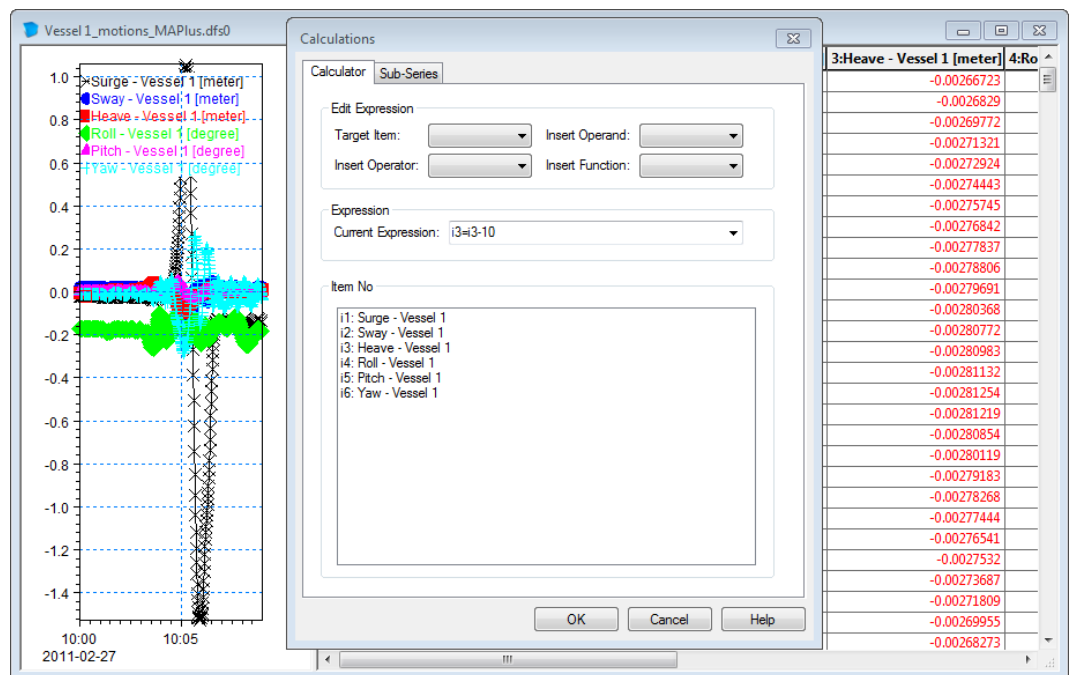 Vessel 1_motions_MAPlus.dfs0
1.0
0.8
0.6
0.4
0.2
0.0
-0.2
-0.4
-0.6
-0.8
-1.0
-1.2
-1.4
Surge - Vessel 1 [meter]
Sway - Vessel 1 [meter]
Heave - Vessel 1 [meter]
Roll - Vessel 1 [degree]
Pitch - Vessel 1 [degree]
Yaw - Vessel 1 [degree]
10:00 10:05
2011-02-27
Calculations
Calculator Sub-Series
Edit Expression
Target Item: Insert Operand:
Insert Operator: Insert Function:
Expression
Current Expression: i3=i3-10
Item No
i1: Surge - Vessel 1
i2: Sway - Vessel 1
i3: Heave - Vessel 1
i4: Roll - Vessel 1
i5: Pitch - Vessel 1
i6: Yaw - Vessel 1
OK Cancel Help
3:Heave - Vessel 1 [meter] 4:Ro
-0.00266723
-0.0026829
-0.00269772
-0.00271321
-0.00272924
-0.00274443
-0.00275745
-0.00276842
-0.00277837
-0.00278806
-0.00279691
-0.00280368
-0.00280772
-0.00280983
-0.00281132
-0.00281254
-0.00281219
-0.00280854
-0.00280119
-0.00279183
-0.00278268
-0.00277444
-0.00276541
-0.0027532
-0.00273687
-0.00271809
-0.00269955
-0.00268273